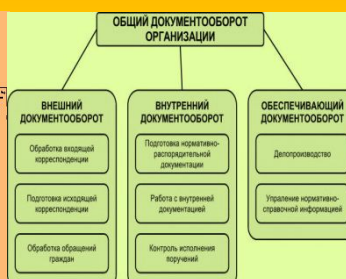 ОБЩИЙ ДОКУМЕНТООБОРОТ
ОРГАНИЗАЦИИ
ВНЕШНИЙ
ДОКУМЕНТООБОРОТ
Обработка входящей
корреспонденции
Подготовка исходящей
корреспонденции
Обработка обращений
граждан
ВНУТРЕННИЙ
ДОКУМЕНТООБОРОТ
Подготовка нормативно-
распорядительной
документации
Работа с внутренней
документацией
Контроль исполнения
поручений
ОБЕСПЕЧИВАЮЩИЙ
ДОКУМЕНТООБОРОТ
Делопроизводство
Упраление нормативно-
справочной информацией